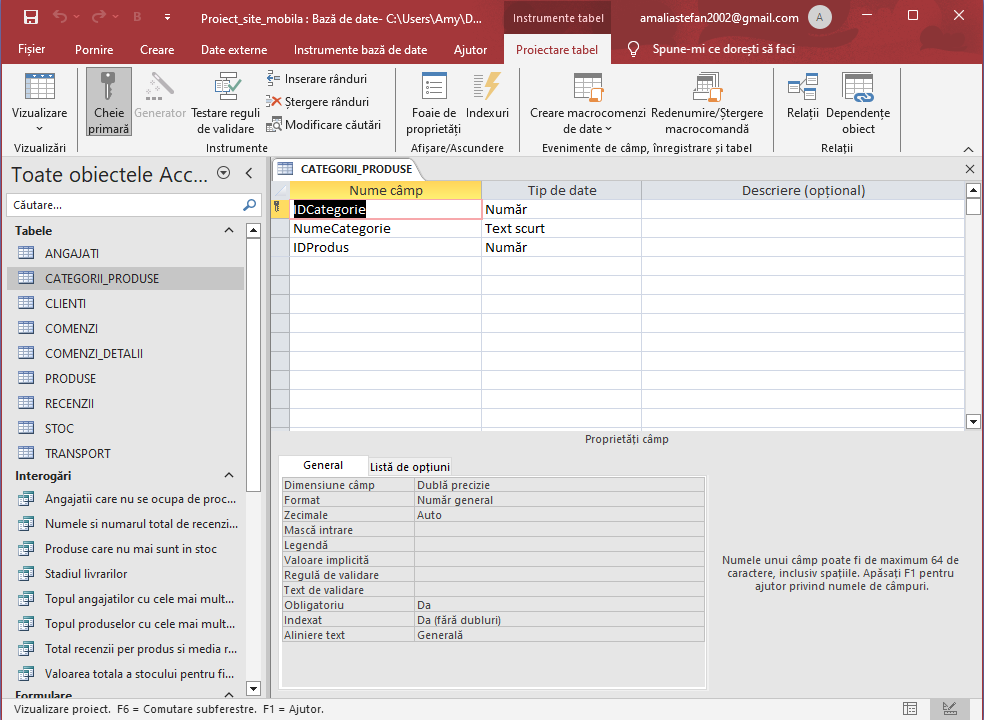 Proiect_site_mobila : Bază de date- C:\Users\Amy\D...
Instrumente tabel
amaliastefan2002@gmail.com
A
Fișier
Pornire
Creare
Date externe
Instrumente bază de date
Ajutor
Proiectare tabel
Spune-mi ce dorești să faci
Vizualizare
Vizualizări
Cheie
primară
Generator
Testare reguli
de validare
Inserare rânduri
Ștergere rânduri
Modificare căutări
Instrumente
Foaie de
proprietăți
Indexuri
Afișare/Ascundere
Creare macrocomenzi
de date
Redenumire/Ștergere
macrocomandă
Evenimente de câmp, înregistrare și tabel
Relații
Dependențe
obiect
Relații
Toate obiectele Acc...
Căutare...
Tabele
ANGAJATI
CATEGORII_PRODUSE
CLIENTI
COMENZI
COMENZI_DETALII
PRODUSE
RECENZII
STOC
TRANSPORT
Interogări
Angajatii care nu se ocupa de proc...
Numele si numarul total de recenzi...
Produse care nu mai sunt in stoc
Stadiul livrarilor
Topul angajatilor cu cele mai mult...
Topul produselor cu cele mai mult...
Total recenzii per produs si media r...
Valoarea totala a stocului pentru fi...
Formulare
CATEGORII_PRODUSE
Nume câmp Tip de date Descriere (opțional)
IDCategorie Număr
NumeCategorie Text scurt
IDProdus Număr
Proprietăți câmp
General Listă de opțiuni
Dimensiune câmp Dublă precizie
Format Număr general
Zecimale Auto
Mască intrare
Legendă
Valoare implicită
Regulă de validare
Text de validare
Obligatoriu Da
Indexat Da (fără dubluri)
Aliniere text Generală
Numele unui câmp poate fi de maximum 64 de
caractere, inclusiv spațiile. Apăsați F1 pentru
ajutor privind numele de câmpuri.
Vizualizare proiect. F6 = Comutare subferestre. F1 = Ajutor.